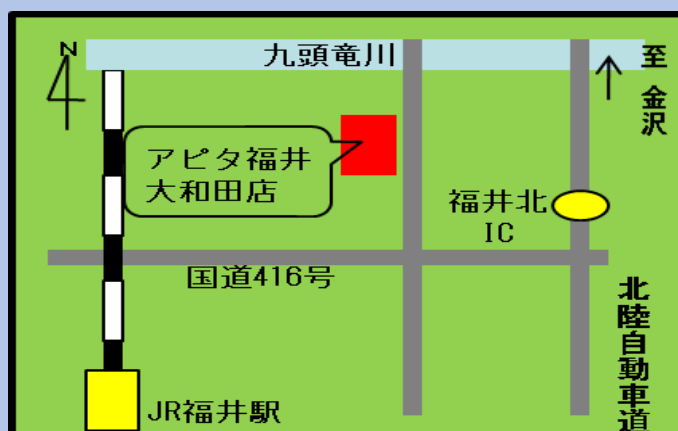 N
九頭竜川
至 金沢
アピタ福井
大和田店
福井北
IC
国道416号
北陸自動車道
JR福井駅